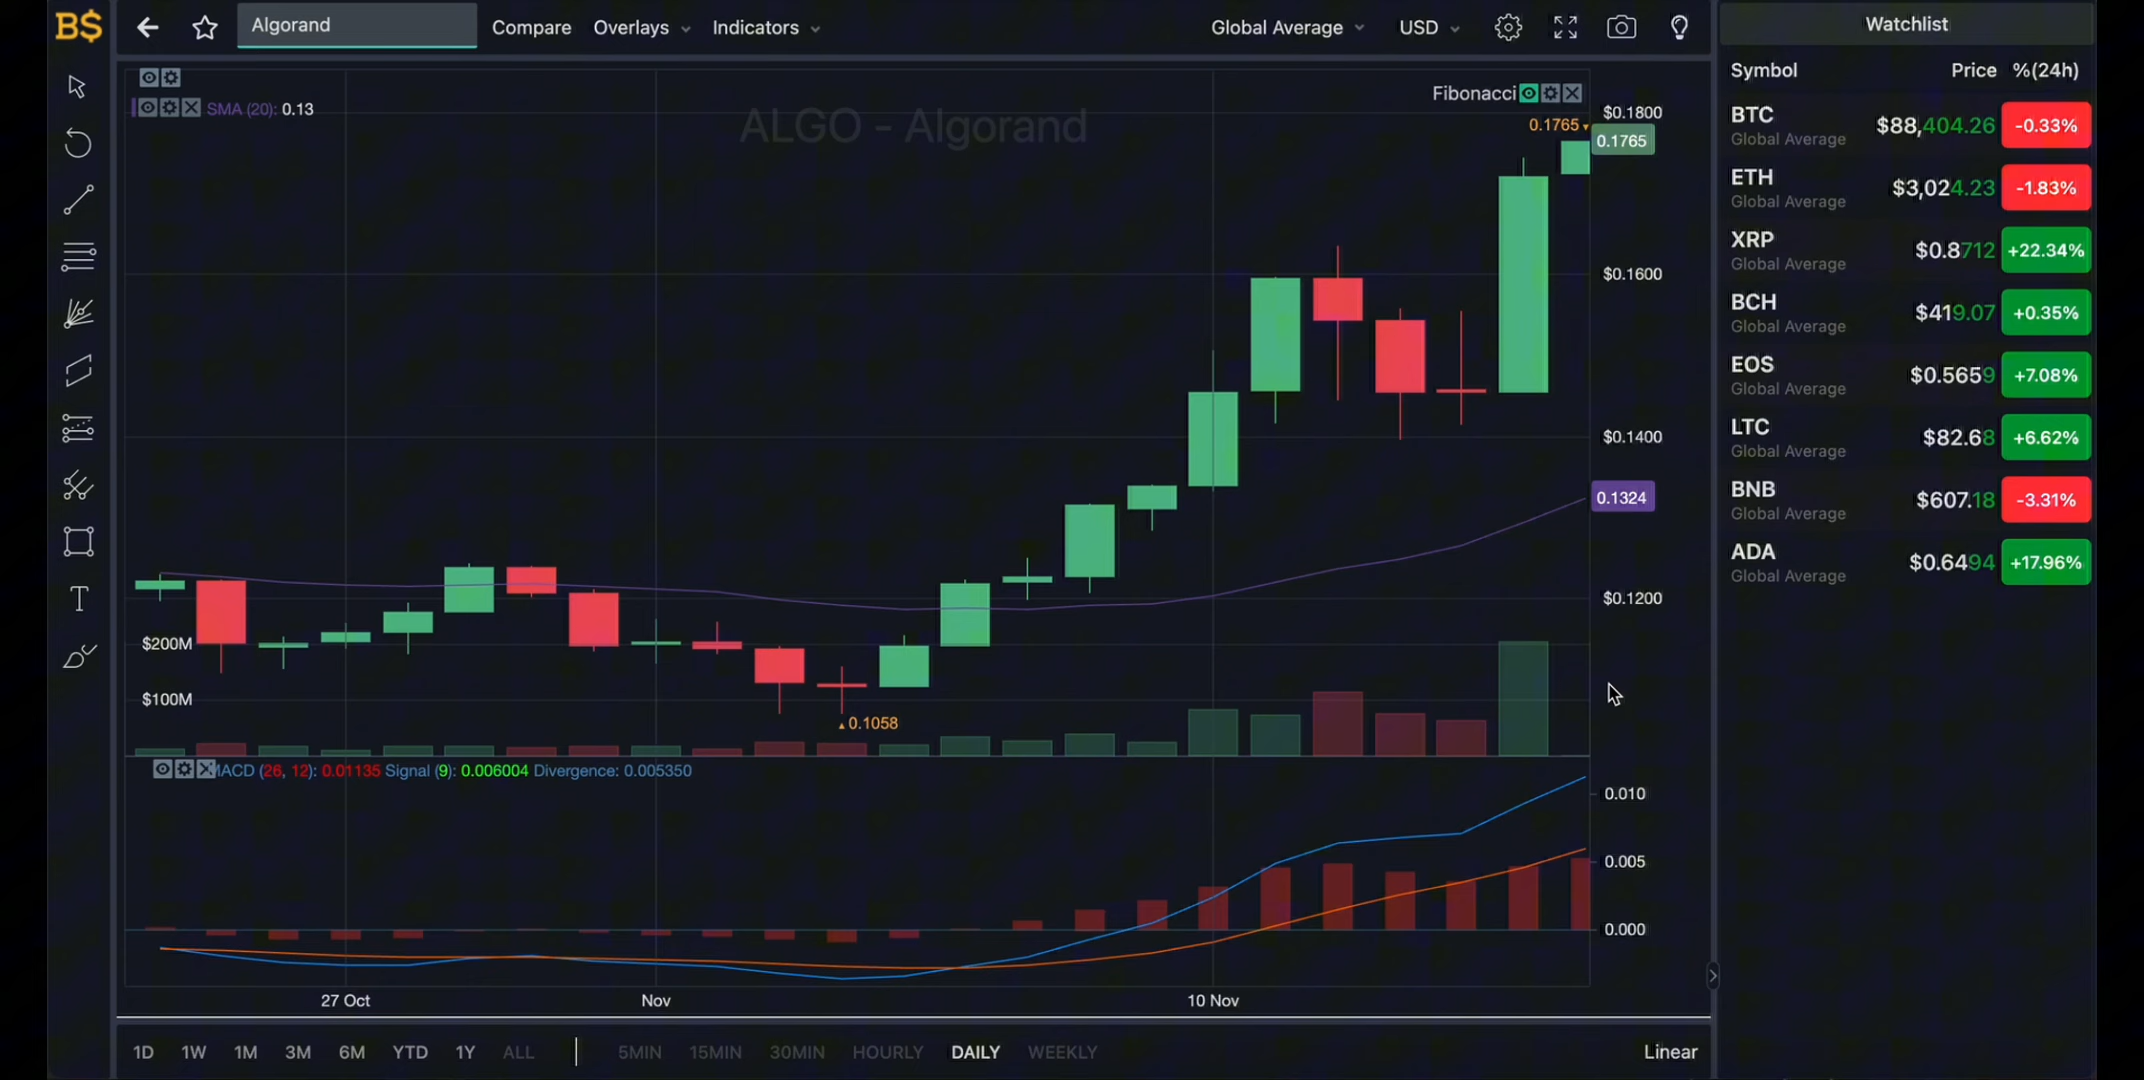 B$
Algorand
Compare
Overlays
Indicators
Global Average
USD
SMA (20): 0.13
ALGO - Algorand
Fibonacci
0.1765
$0.1800
0.1765
$0.1600
$0.1400
0.1324
$0.1200
$200M
$100M
0.1058
MACD (26, 12): 0.01135 Signal (9): 0.006004 Divergence: 0.005350
0.010
0.005
0.000
27 Oct
Nov
10 Nov
1D 1W 1M 3M 6M YTD 1Y ALL 5MIN 15MIN 30MIN HOURLY DAILY WEEKLY Linear
T
Watchlist
Symbol Price %(24h)
BTC $88,404.26 -0.33%
Global Average
ETH $3,024.23 -1.83%
Global Average
XRP $0.8712 +22.34%
Global Average
BCH $419.07 +0.35%
Global Average
EOS $0.5659 +7.08%
Global Average
LTC $82.68 +6.62%
Global Average
BNB $607.18 -3.31%
Global Average
ADA $0.6494 +17.96%
Global Average